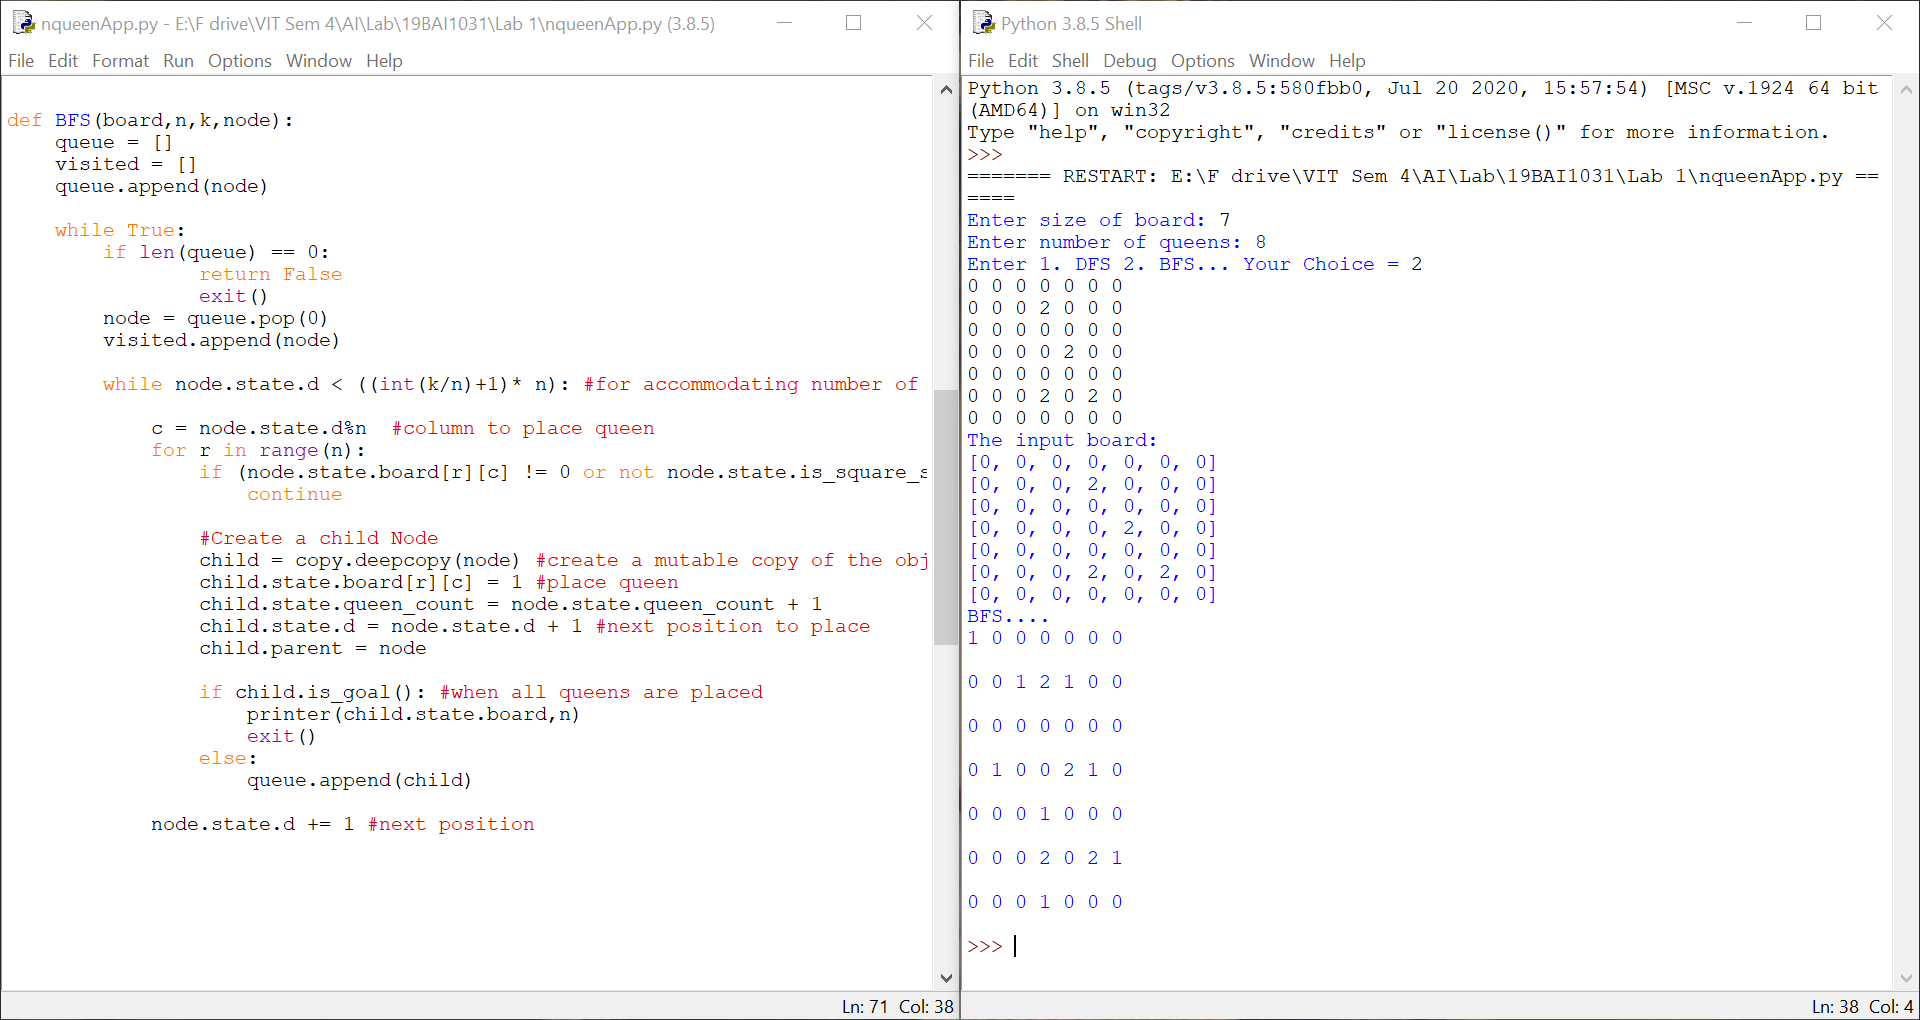 nqueenApp.py - E:\F drive\VIT Sem 4\AI\Lab\19BAI1031\Lab 1\nqueenApp.py (3.8.5)
File Edit Format Run Options Window Help
def BFS(board,n,k,node):
    queue = []
    visited = []
    queue.append(node)

    while True:
        if len(queue) == 0:
                return False
                exit()
        node = queue.pop(0)
        visited.append(node)

        while node.state.d < ((int(k/n)+1)* n): #for accommodating number of

            c = node.state.d%n  #column to place queen
            for r in range(n):
                if (node.state.board[r][c] != 0 or not node.state.is_square_s
                    continue

                #Create a child Node
                child = copy.deepcopy(node) #create a mutable copy of the obj
                child.state.board[r][c] = 1 #place queen
                child.state.queen_count = node.state.queen_count + 1
                child.state.d = node.state.d + 1 #next position to place
                child.parent = node

                if child.is_goal(): #when all queens are placed
                    printer(child.state.board,n)
                    exit()
                else:
                    queue.append(child)

            node.state.d += 1 #next position
Ln: 71 Col: 38
Python 3.8.5 Shell
File Edit Shell Debug Options Window Help
Python 3.8.5 (tags/v3.8.5:580fbb0, Jul 20 2020, 15:57:54) [MSC v.1924 64 bit
(AMD64)] on win32
Type "help", "copyright", "credits" or "license()" for more information.
>>>
======= RESTART: E:\F drive\VIT Sem 4\AI\Lab\19BAI1031\Lab 1\nqueenApp.py ==
====
Enter size of board: 7
Enter number of queens: 8
Enter 1. DFS 2. BFS... Your Choice = 2
0 0 0 0 0 0 0
0 0 0 2 0 0 0
0 0 0 0 0 0 0
0 0 0 0 2 0 0
0 0 0 0 0 0 0
0 0 0 2 0 2 0
0 0 0 0 0 0 0
The input board:
[0, 0, 0, 0, 0, 0, 0]
[0, 0, 0, 2, 0, 0, 0]
[0, 0, 0, 0, 0, 0, 0]
[0, 0, 0, 0, 2, 0, 0]
[0, 0, 0, 0, 0, 0, 0]
[0, 0, 0, 2, 0, 2, 0]
[0, 0, 0, 0, 0, 0, 0]
BFS....
1 0 0 0 0 0 0

0 0 1 2 1 0 0

0 0 0 0 0 0 0

0 1 0 0 2 1 0

0 0 0 1 0 0 0

0 0 0 2 0 2 1

0 0 0 1 0 0 0

>>>
Ln: 38 Col: 4